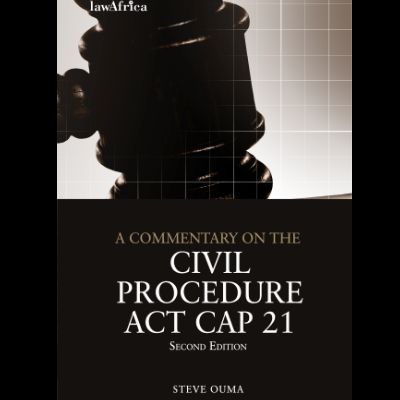 lawAfrica
A COMMENTARY ON THE
CIVIL
PROCEDURE
ACT CAP 21
SECOND EDITION
STEVE OUMA